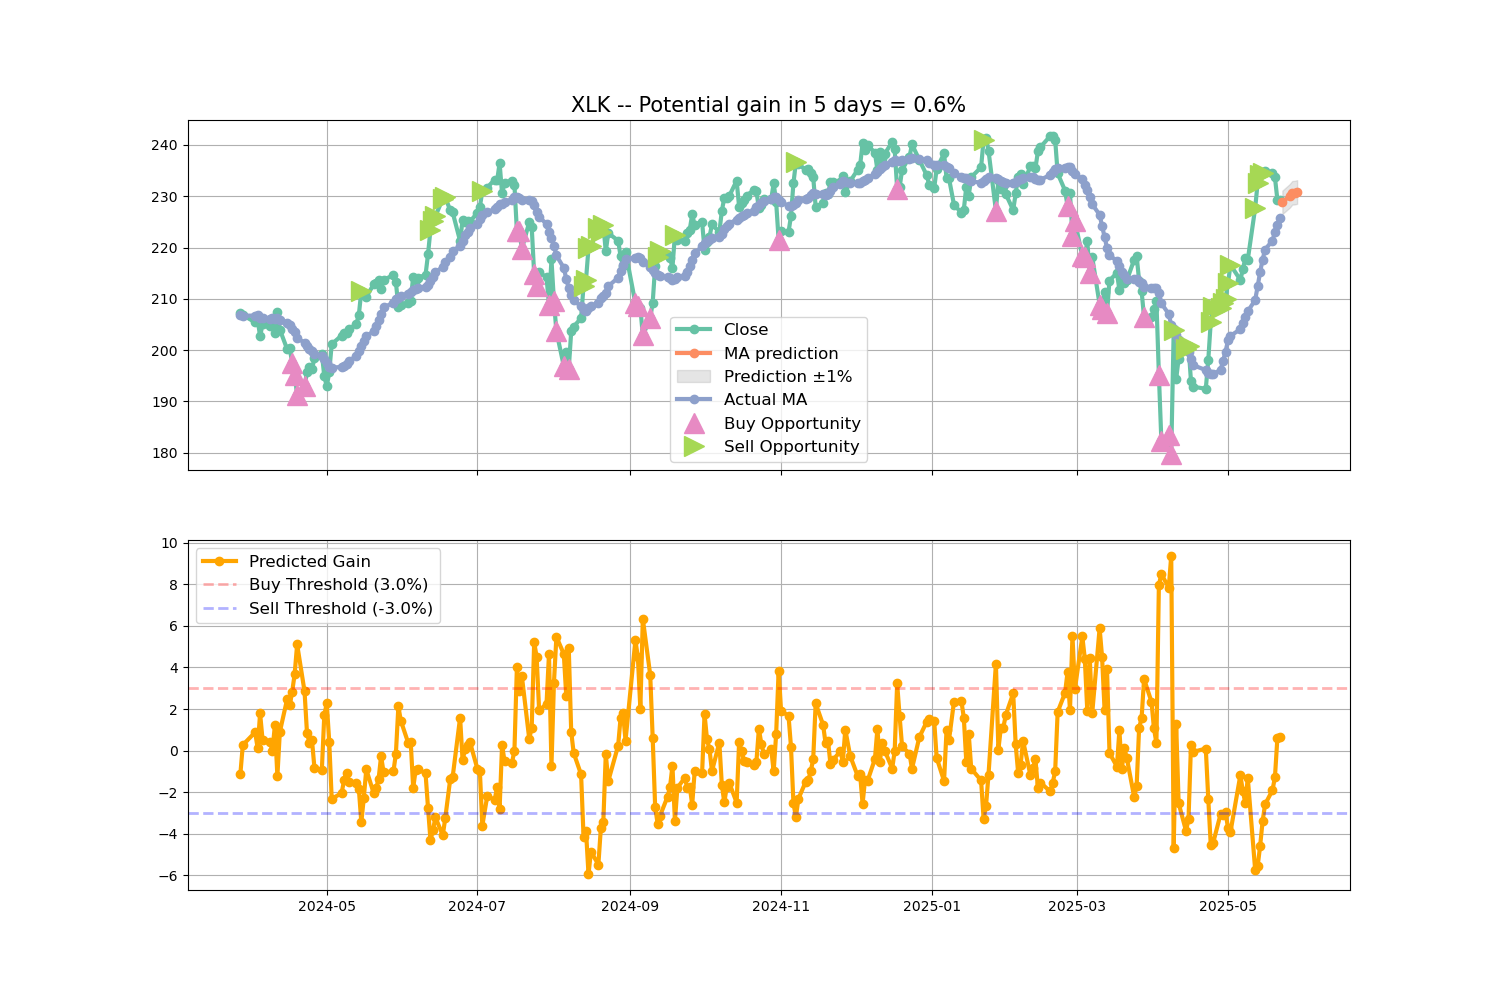 XLK -- Potential gain in 5 days = 0.6%
240
230
220
210
200
190
180
Close
MA prediction
Prediction ±1%
Actual MA
Buy Opportunity
Sell Opportunity
10
8
6
4
2
0
−2
−4
−6
Predicted Gain
Buy Threshold (3.0%)
Sell Threshold (-3.0%)
2024-05
2024-07
2024-09
2024-11
2025-01
2025-03
2025-05